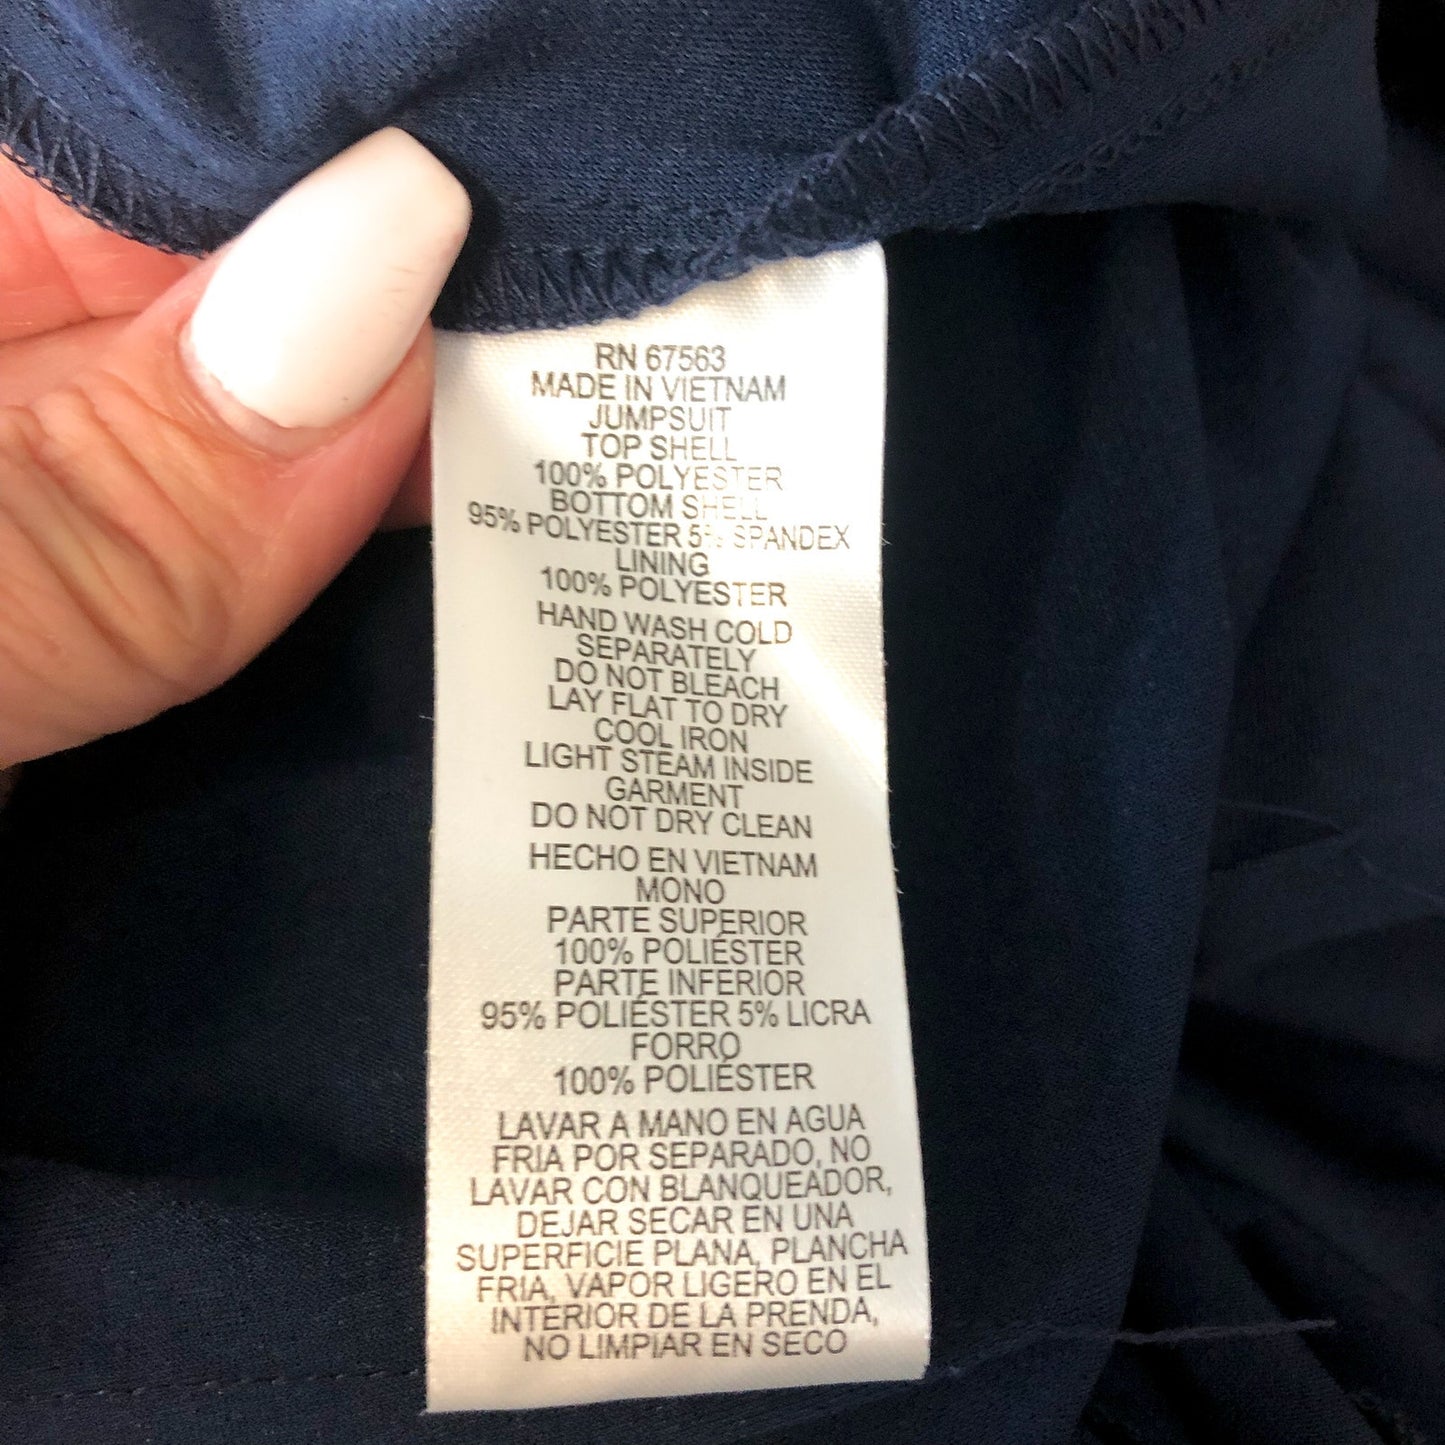 RN 67563
MADE IN VIETNAM
JUMPSUIT
TOP SHELL
100% POLYESTER
BOTTOM SHELL
95% POLYESTER 5% SPANDEX
LINING
100% POLYESTER
HAND WASH COLD
SEPARATELY
DO NOT BLEACH
LAY FLAT TO DRY
COOL IRON
LIGHT STEAM INSIDE
GARMENT
DO NOT DRY CLEAN
HECHO EN VIETNAM
MONO
PARTE SUPERIOR
100% POLIÉSTER
PARTE INFERIOR
95% POLIÉSTER 5% LICRA
FORRO
100% POLIÉSTER
LAVAR A MANO EN AGUA
FRIA POR SEPARADO, NO
LAVAR CON BLANQUEADOR,
DEJAR SECAR EN UNA
SUPERFICIE PLANA, PLANCHA
FRIA, VAPOR LIGERO EN EL
INTERIOR DE LA PRENDA,
NO LIMPIAR EN SECO